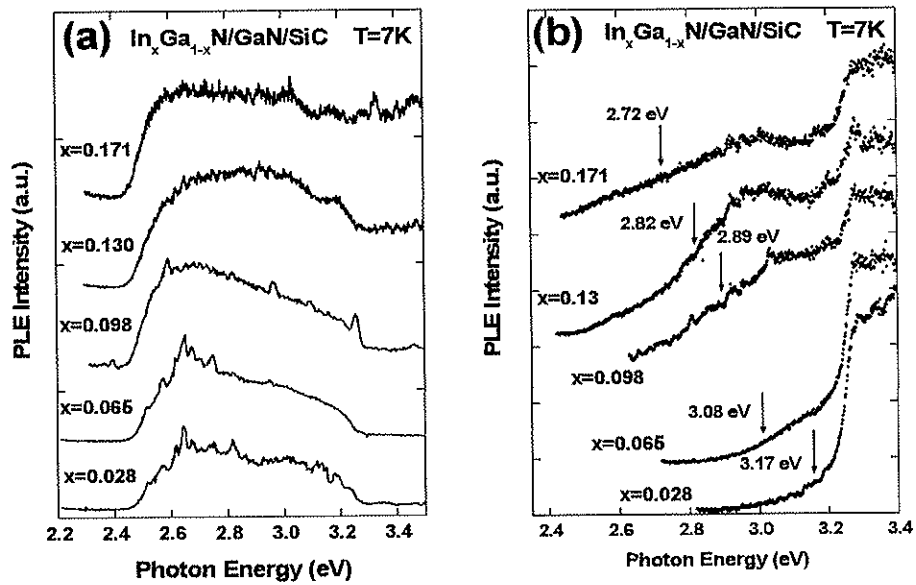 (a) InxGa1-xN/GaN/SiC T=7K
x=0.171
x=0.130
x=0.098
x=0.065
x=0.028
PLE Intensity (a.u.)
2.2 2.4 2.6 2.8 3.0 3.2 3.4
Photon Energy (eV)
(b) InxGa1-xN/GaN/SiC T=7K
2.72 eV
x=0.171
2.82 eV
2.89 eV
x=0.13
x=0.098
3.08 eV
x=0.065
3.17 eV
x=0.028
PLE Intensity (a.u.)
2.4 2.6 2.8 3.0 3.2 3.4
Photon Energy (eV)